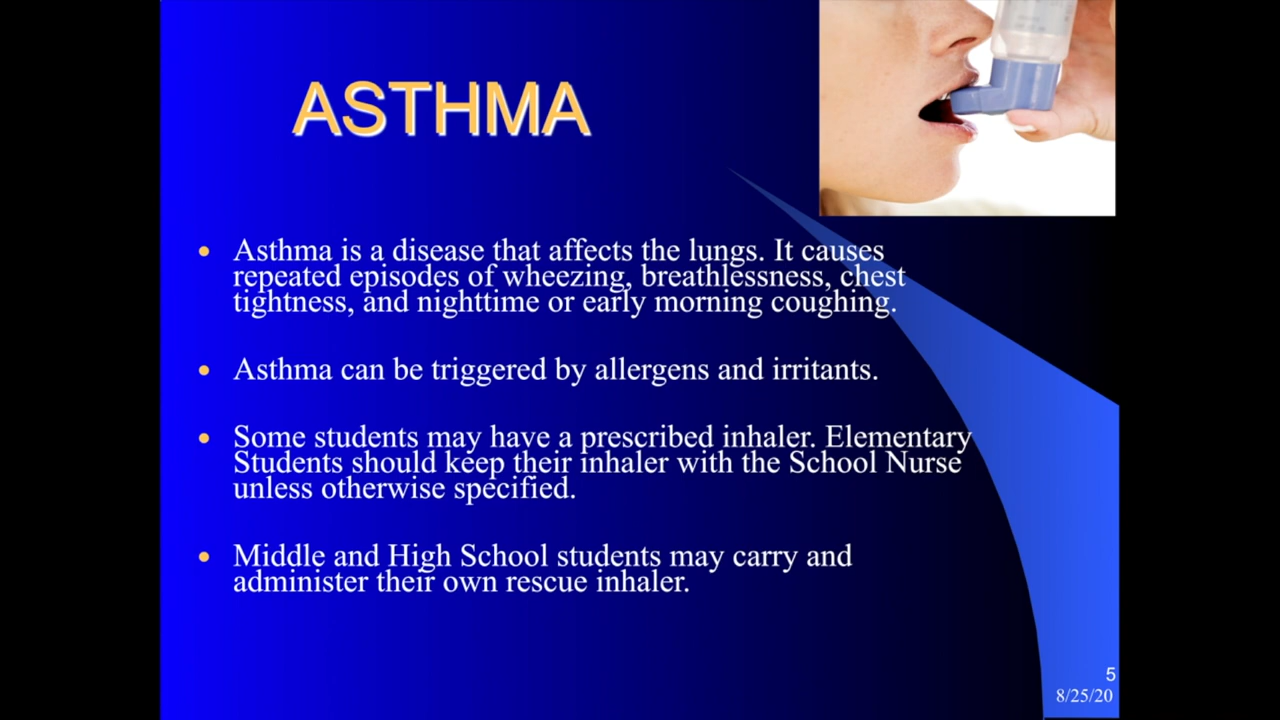 ASTHMA
• Asthma is a disease that affects the lungs. It causes
repeated episodes of wheezing, breathlessness, chest
tightness, and nighttime or early morning coughing.
• Asthma can be triggered by allergens and irritants.
• Some students may have a prescribed inhaler. Elementary
Students should keep their inhaler with the School Nurse
unless otherwise specified.
• Middle and High School students may carry and
administer their own rescue inhaler.
5
8/25/20